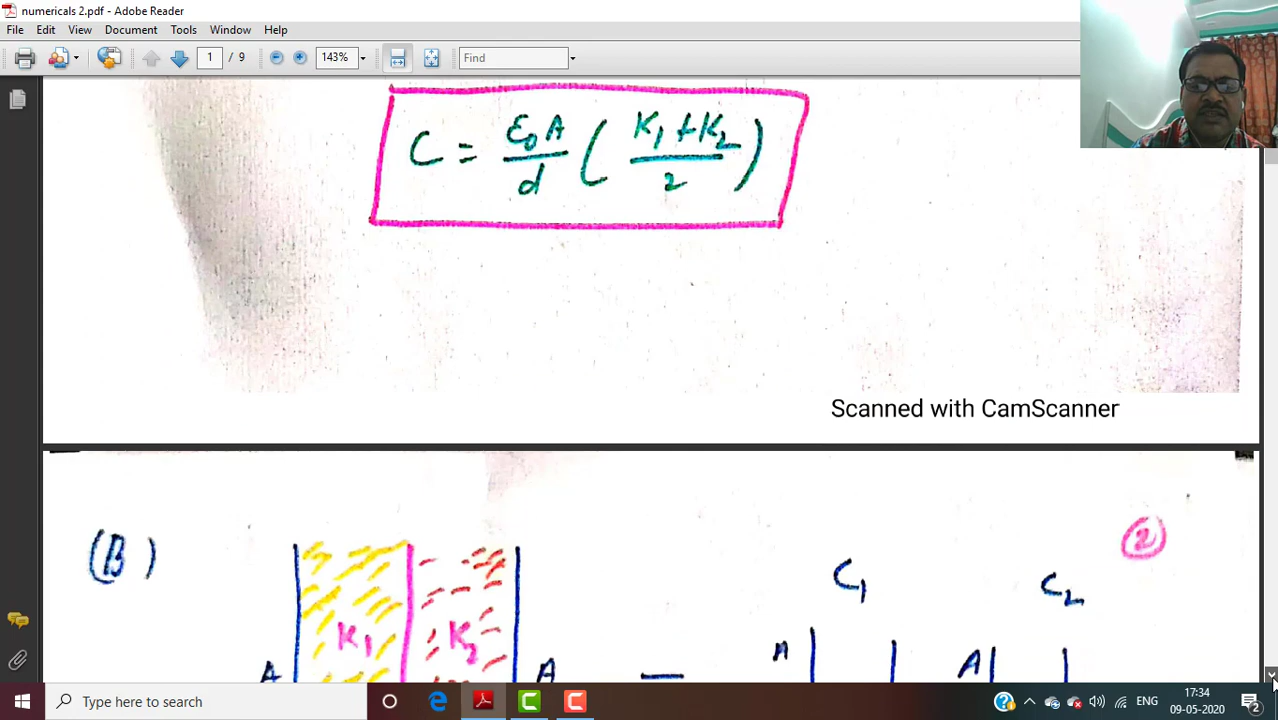 numericals 2.pdf - Adobe Reader
File Edit View Document Tools Window Help
1 / 9 143% Find
C = ε₀A/d ( K₁ + K₂ / 2 )
Scanned with CamScanner
(B) 2
C₁ C₂
K₁ K₂
A A A A
Type here to search
ENG 17:34 09-05-2020 2